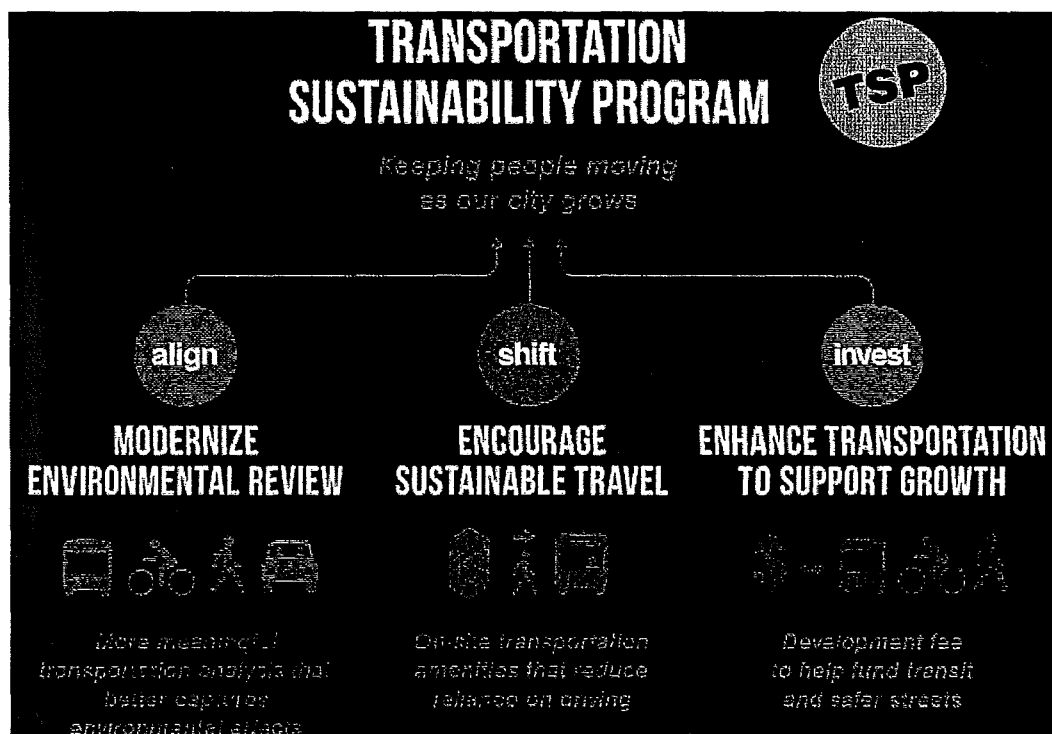 TRANSPORTATION
SUSTAINABILITY PROGRAM
TSP
Keeping people moving
as our city grows
align
shift
invest
MODERNIZE
ENVIRONMENTAL REVIEW
ENCOURAGE
SUSTAINABLE TRAVEL
ENHANCE TRANSPORTATION
TO SUPPORT GROWTH
More meaningful
transportation analysis that
better captures
environmental effects
On-site transportation
amenities that reduce
reliance on driving
Development fee
to help fund transit
and safer streets